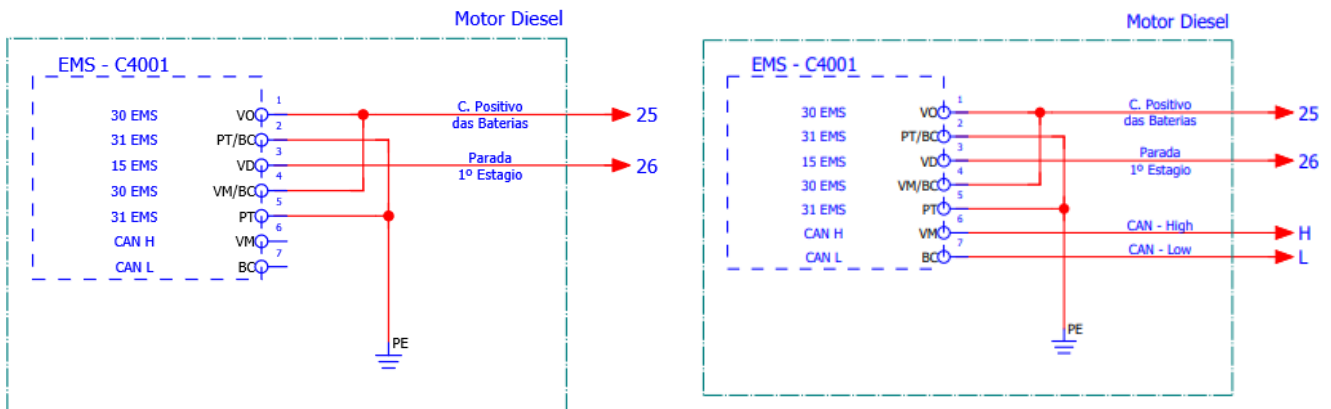 Motor Diesel
EMS - C4001
1
30 EMS VO
C. Positivo
das Baterias
25
2
31 EMS PT/BC
3
15 EMS VD
Parada
1º Estagio
26
4
30 EMS VM/BC
5
31 EMS PT
6
CAN H VM
7
CAN L BC
PE
Motor Diesel
EMS - C4001
1
30 EMS VO
C. Positivo
das Baterias
25
2
31 EMS PT/BC
3
15 EMS VD
Parada
1º Estagio
26
4
30 EMS VM/BC
5
31 EMS PT
6
CAN H VM
CAN - High
H
7
CAN L BC
CAN - Low
L
PE